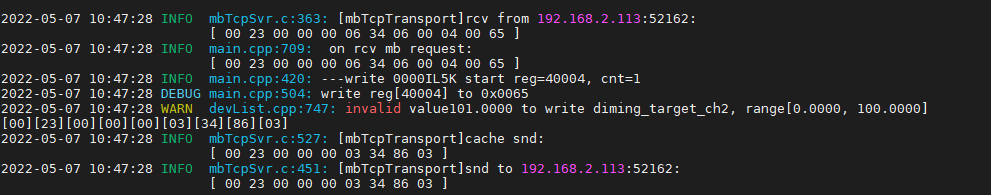 2022-05-07 10:47:28 INFO  mbTcpSvr.c:363: [mbTcpTransport]rcv from 192.168.2.113:52162:
[ 00 23 00 00 00 06 34 06 00 04 00 65 ]
2022-05-07 10:47:28 INFO  main.cpp:709:  on rcv mb request:
[ 00 23 00 00 00 06 34 06 00 04 00 65 ]
2022-05-07 10:47:28 INFO  main.cpp:420: ---write 0000IL5K start reg=40004, cnt=1
2022-05-07 10:47:28 DEBUG main.cpp:504: write reg[40004] to 0x0065
2022-05-07 10:47:28 WARN  devList.cpp:747: invalid value101.0000 to write diming_target_ch2, range[0.0000, 100.0000]
[00][23][00][00][00][03][34][86][03]
2022-05-07 10:47:28 INFO  mbTcpSvr.c:527: [mbTcpTransport]cache snd:
[ 00 23 00 00 00 03 34 86 03 ]
2022-05-07 10:47:28 INFO  mbTcpSvr.c:451: [mbTcpTransport]snd to 192.168.2.113:52162:
[ 00 23 00 00 00 03 34 86 03 ]